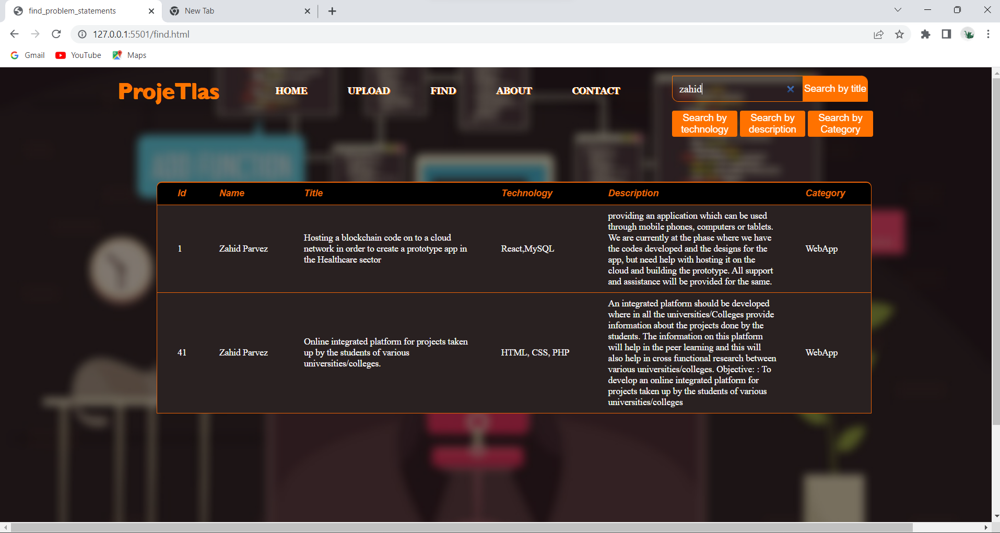 find_problem_statements
New Tab
127.0.0.1:5501/find.html
Gmail
YouTube
Maps
ProjeTlas
HOME
UPLOAD
FIND
ABOUT
CONTACT
zahid
Search by title
Search by
technology
Search by
description
Search by
Category
ADD FUNCTION
Id
Name
Title
Technology
Description
Category
1
Zahid Parvez
Hosting a blockchain code on to a cloud
network in order to create a prototype app in
the Healthcare sector
React,MySQL
providing an application which can be used
through mobile phones, computers or tablets.
We are currently at the phase where we have
the codes developed and the designs for the
app, but need help with hosting it on the
cloud and building the prototype. All support
and assistance will be provided for the same.
WebApp
41
Zahid Parvez
Online integrated platform for projects taken
up by the students of various
universities/colleges.
HTML, CSS, PHP
An integrated platform should be developed
where in all the universities/Colleges provide
information about the projects done by the
students. The information on this platform
will help in the peer learning and this will
also help in cross functional research between
various universities/colleges. Objective: : To
develop an online integrated platform for
projects taken up by the students of various
universities/colleges
WebApp